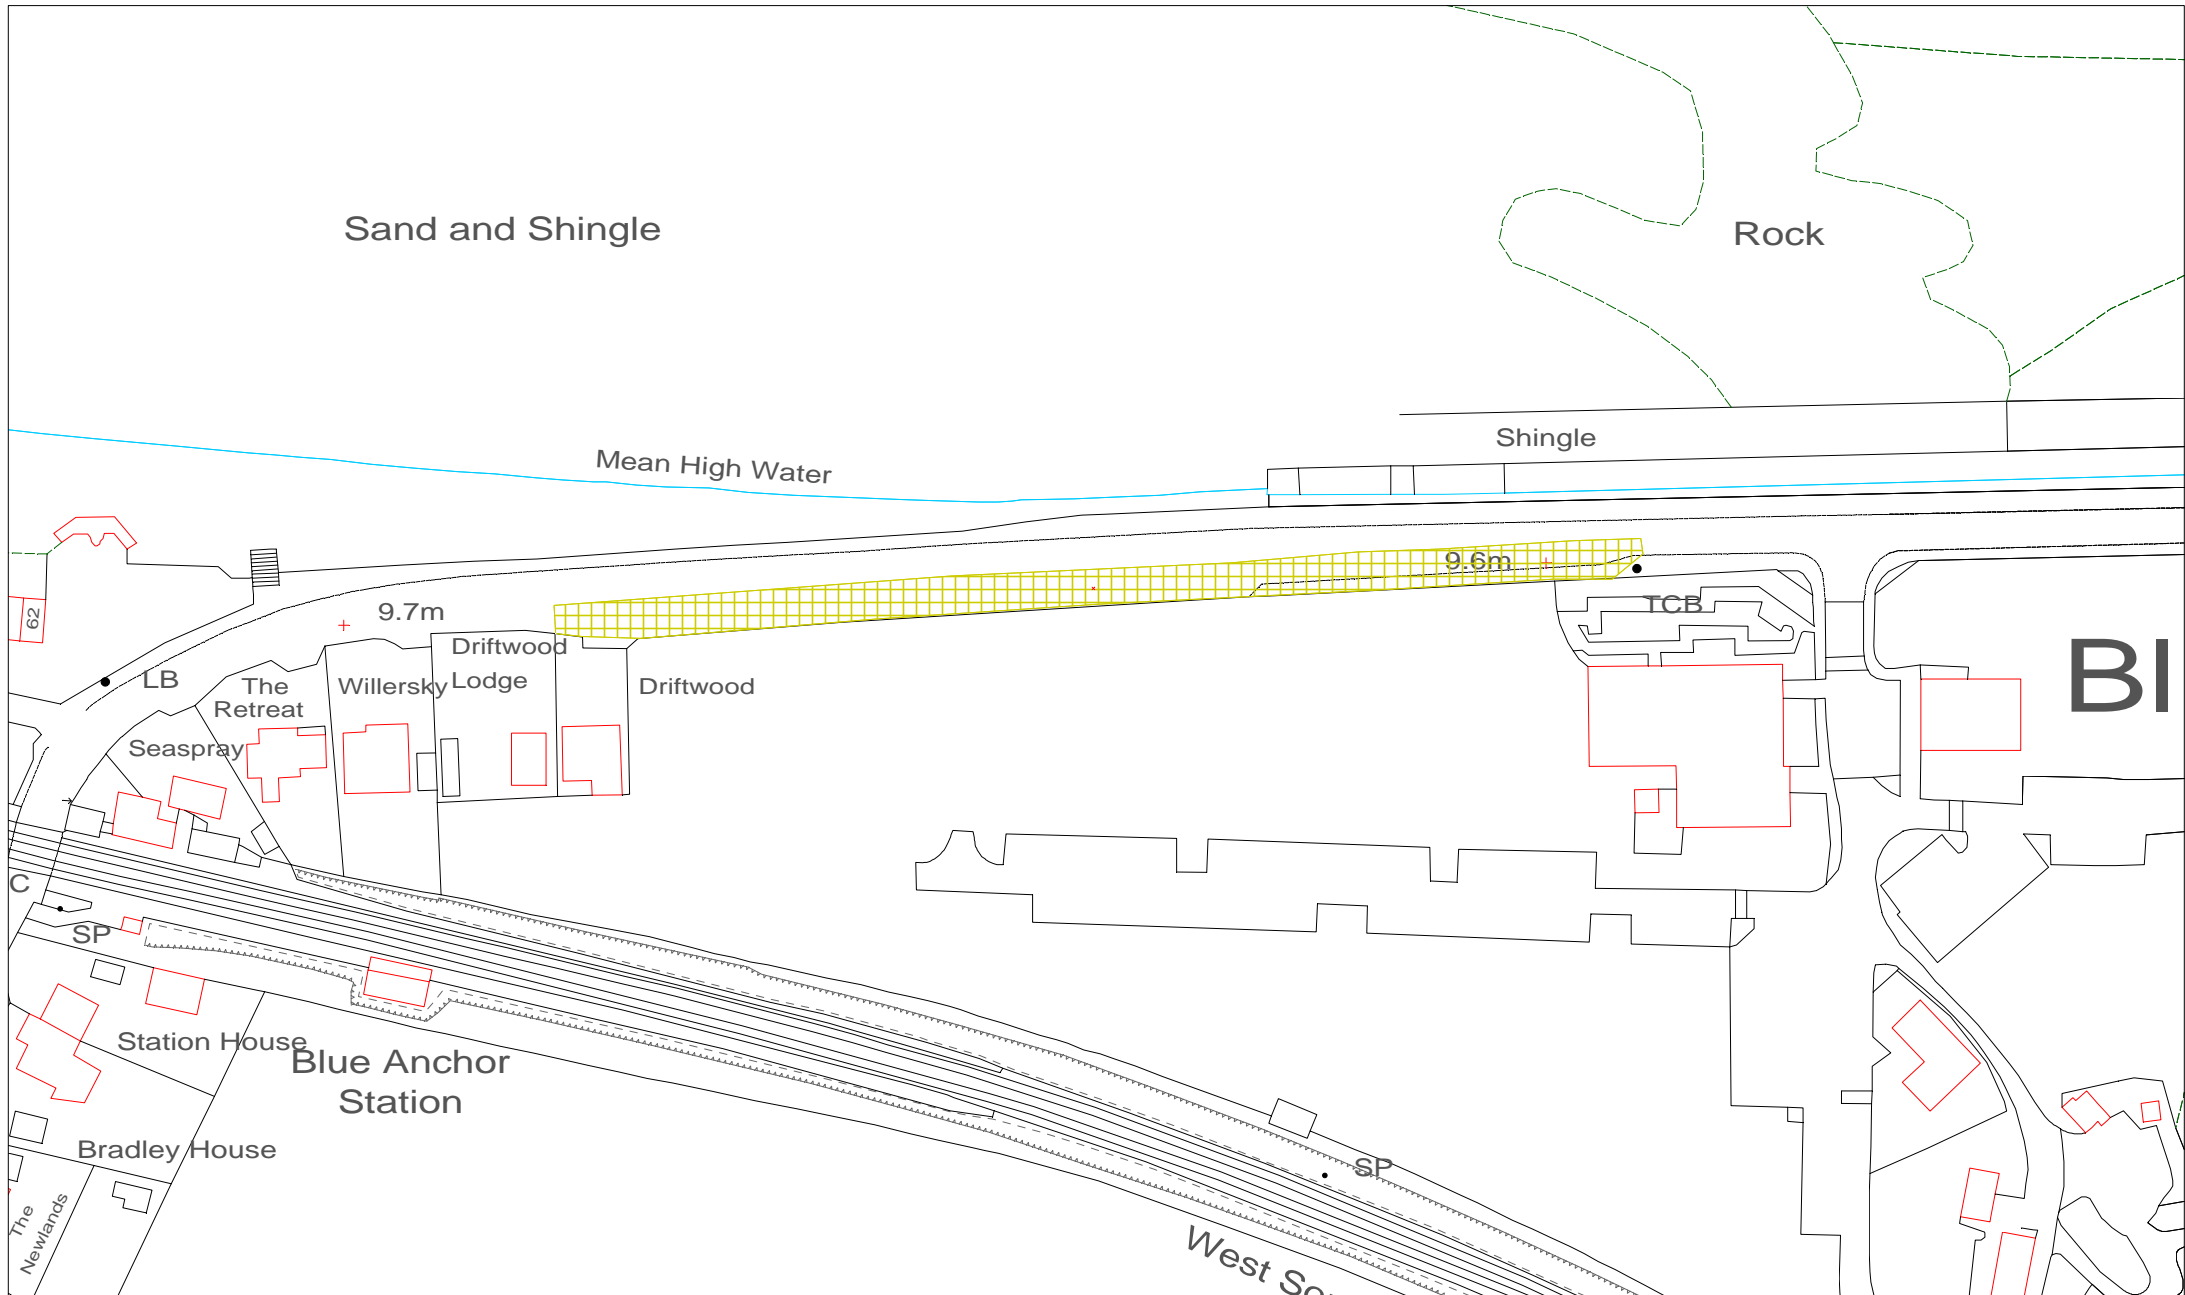 Sand and Shingle
Rock
Shingle
Mean High Water
9.6m
62
9.7m
TCB
Driftwood
Lodge
LB
The
Retreat
Willersky
Driftwood
Bl
Seaspray
C
SP
Station House
Blue Anchor
Station
Bradley House
SP
The
Newlands
West So